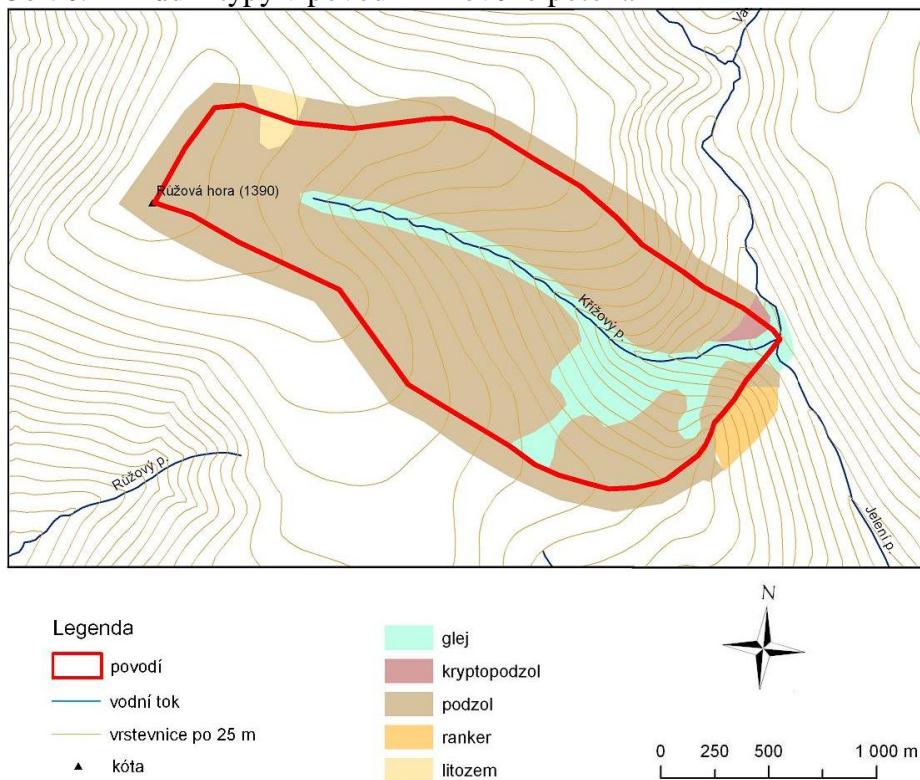 Růžová hora (1390)
Křížový p.
Růžový p.
Jelení p.
N
Legenda
povodí
vodní tok
vrstevnice po 25 m
kóta
glej
kryptopodzol
podzol
ranker
litozem
0 250 500 1 000 m